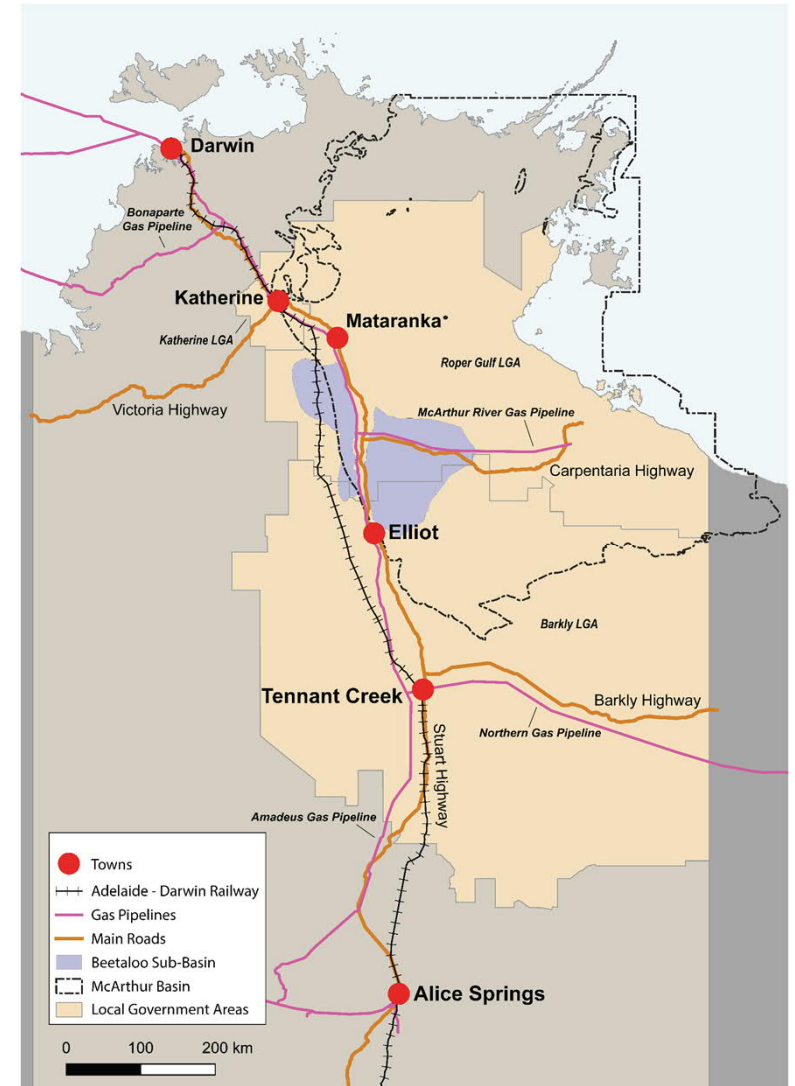 Darwin
Bonaparte
Gas Pipeline
Katherine
Mataranka
Katherine LGA
Roper Gulf LGA
McArthur River Gas Pipeline
Victoria Highway
Carpentaria Highway
Elliot
Barkly LGA
Tennant Creek
Barkly Highway
Northern Gas Pipeline
Stuart Highway
Amadeus Gas Pipeline
Towns
Adelaide - Darwin Railway
Gas Pipelines
Main Roads
Beetaloo Sub-Basin
McArthur Basin
Local Government Areas
Alice Springs
0 100 200 km